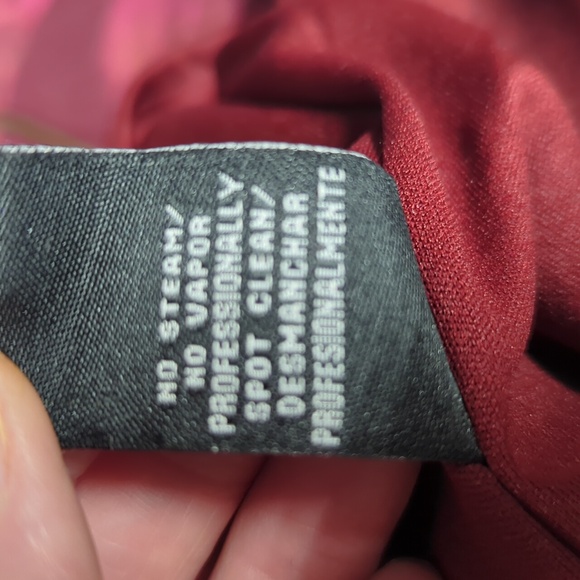 NO STEAM/
NO VAPOR
PROFESSIONALLY
SPOT CLEAN/
DESMANCHAR
PROFESIONALMENTE